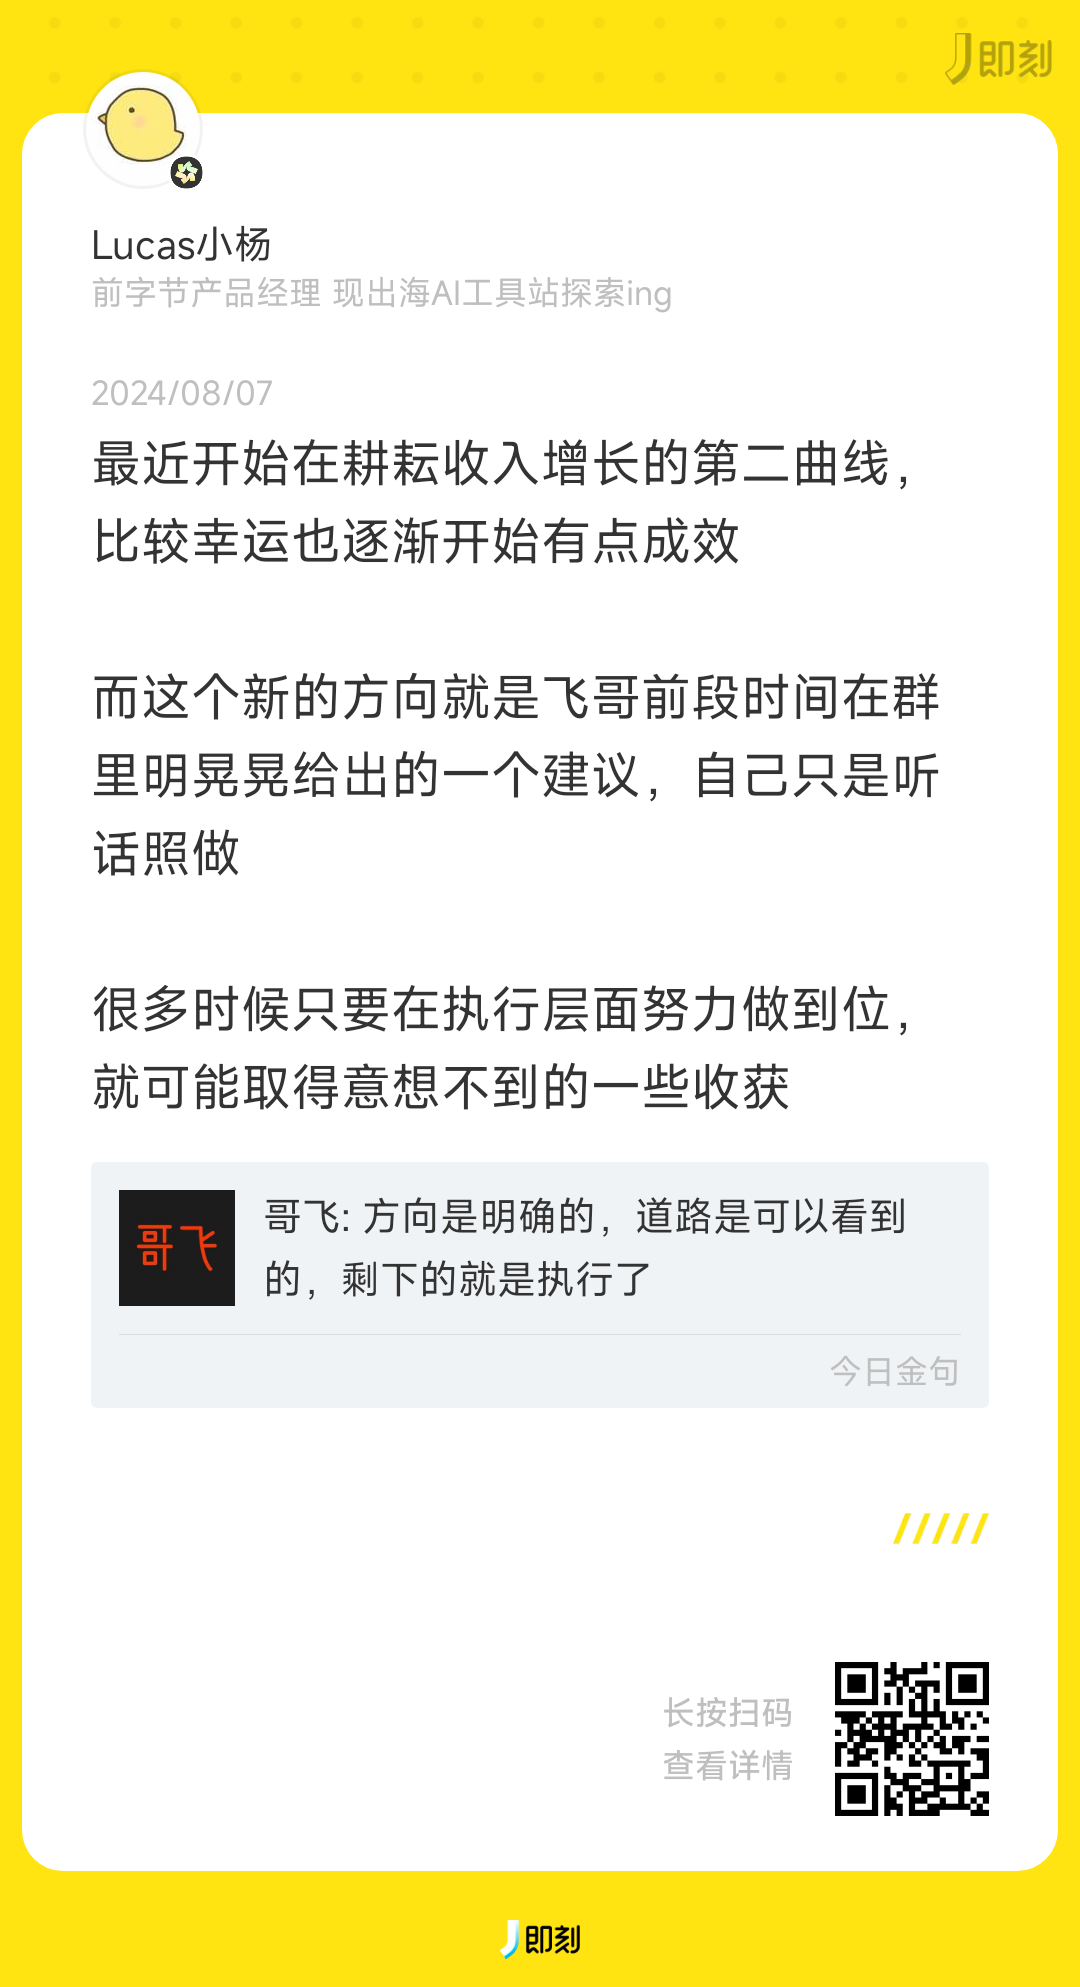 即刻
Lucas小杨
前字节产品经理 现出海AI工具站探索ing
2024/08/07
最近开始在耕耘收入增长的第二曲线，
比较幸运也逐渐开始有点成效
而这个新的方向就是飞哥前段时间在群
里明晃晃给出的一个建议，自己只是听
话照做
很多时候只要在执行层面努力做到位，
就可能取得意想不到的一些收获
哥飞
哥飞: 方向是明确的，道路是可以看到
的，剩下的就是执行了
今日金句
长按扫码
查看详情
即刻